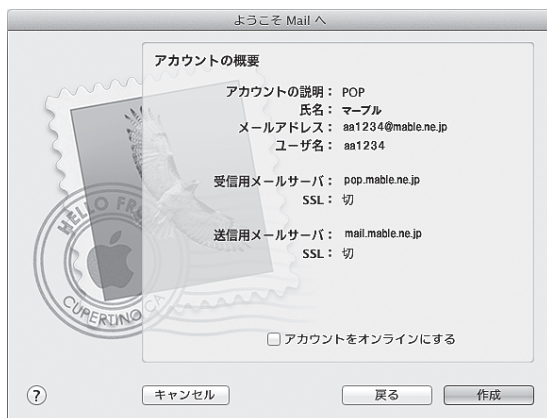 ようこそ Mail へ
アカウントの概要
アカウントの説明： POP
氏名： マーブル
メールアドレス： aa1234@mable.ne.jp
ユーザ名： aa1234
受信用メールサーバ： pop.mable.ne.jp
SSL： 切
送信用メールサーバ： mail.mable.ne.jp
SSL： 切
HELLO FR
CUPERTINO CA
アカウントをオンラインにする
?
キャンセル
戻る
作成